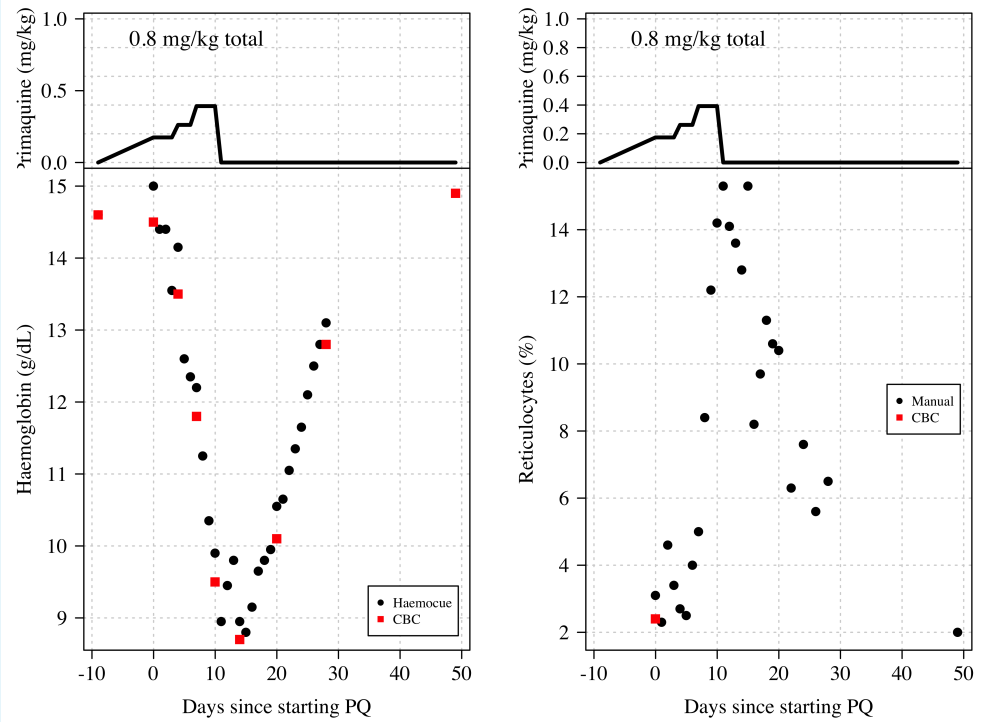 0.8 mg/kg total
rimaquine (mg/kg)
1.0
0.5
0.0
Haemoglobin (g/dL)
15
14
13
12
11
10
9
Haemocue
CBC
-10 0 10 20 30 40 50
Days since starting PQ
0.8 mg/kg total
rimaquine (mg/kg)
1.0
0.8
0.6
0.4
0.2
0.0
Reticulocytes (%)
14
12
10
8
6
4
2
Manual
CBC
-10 0 10 20 30 40 50
Days since starting PQ